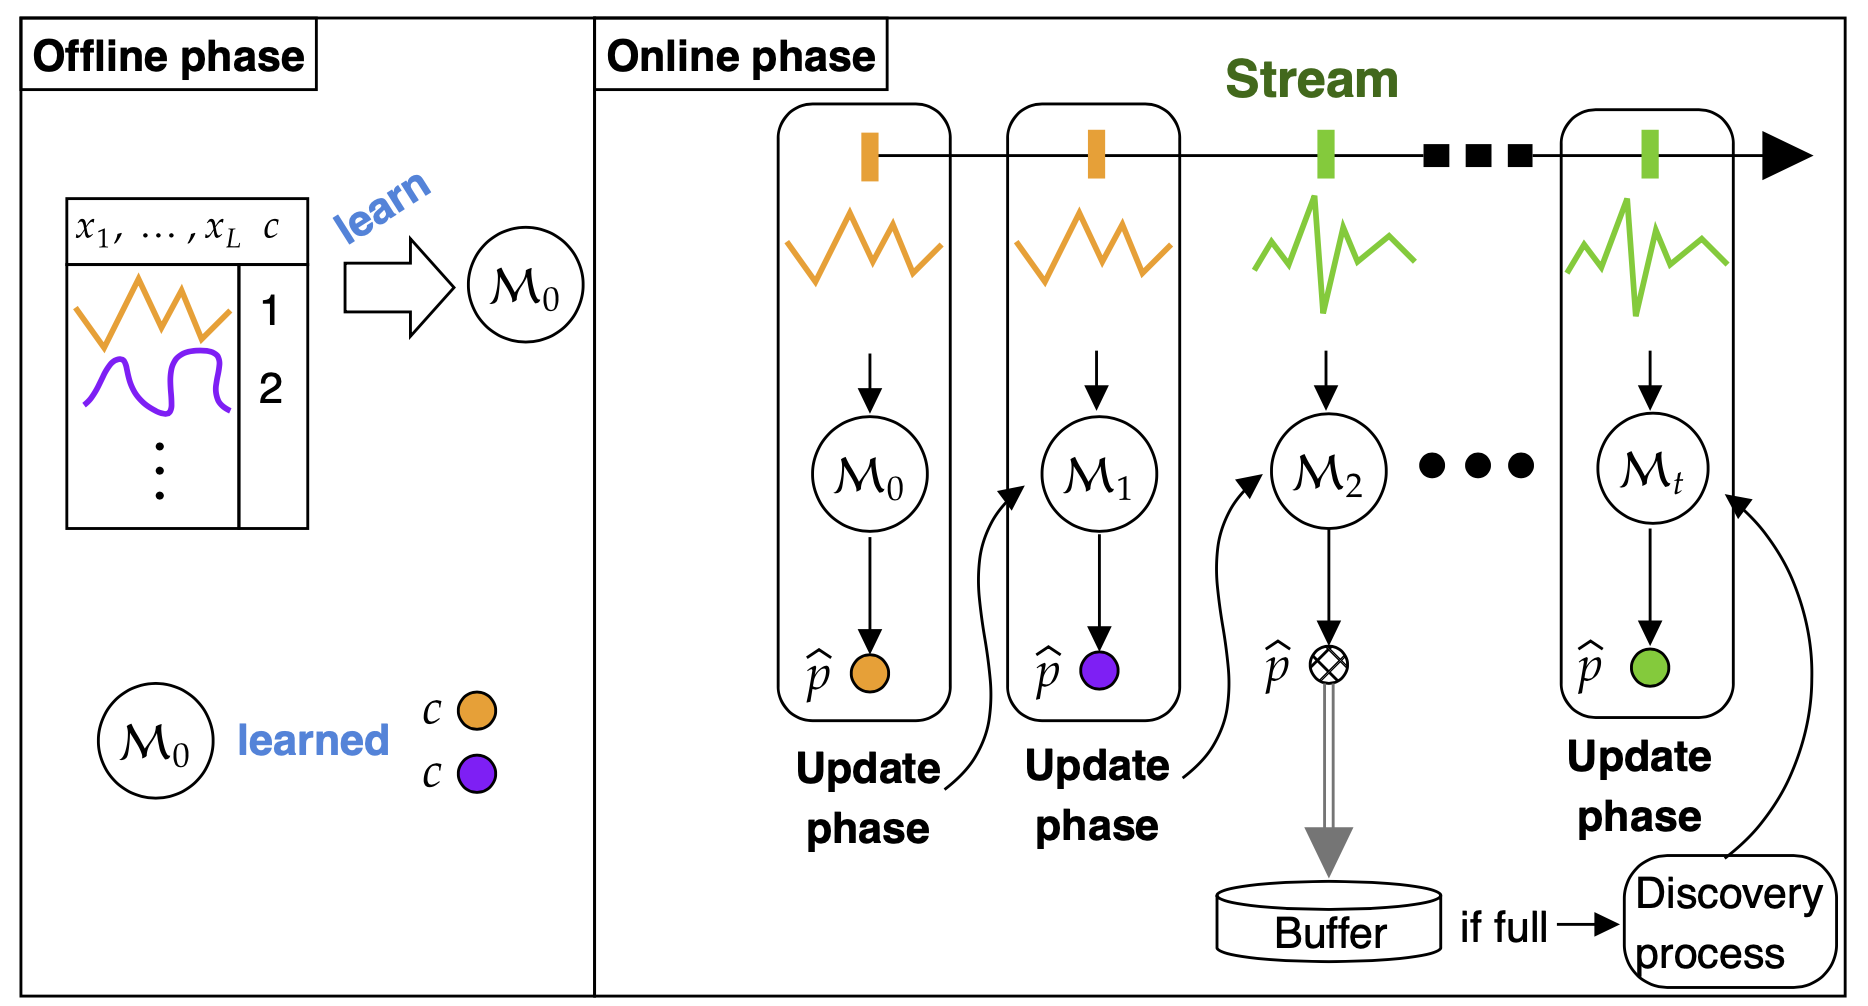 Offline phase
x₁, … , x_L c
1
2
learn
ℳ₀
ℳ₀ learned
c
c
Online phase
Stream
ℳ₀
ℳ₁
ℳ₂
ℳₜ
p̂
p̂
p̂
p̂
Update
phase
Update
phase
Update
phase
Buffer
if full
Discovery
process